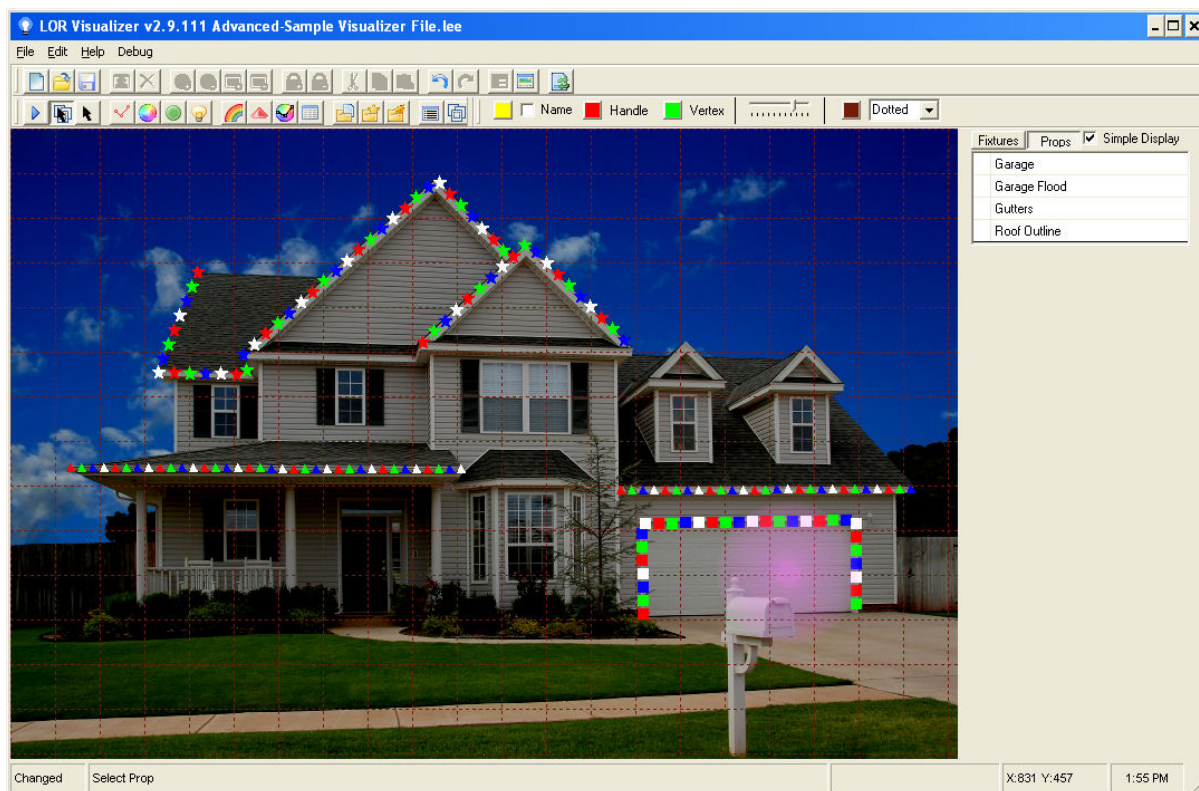 LOR Visualizer v2.9.111 Advanced-Sample Visualizer File.lee
File Edit Help Debug
Name Handle Vertex Dotted
Fixtures Props Simple Display
Garage
Garage Flood
Gutters
Roof Outline
Changed Select Prop X:831 Y:457 1:55 PM